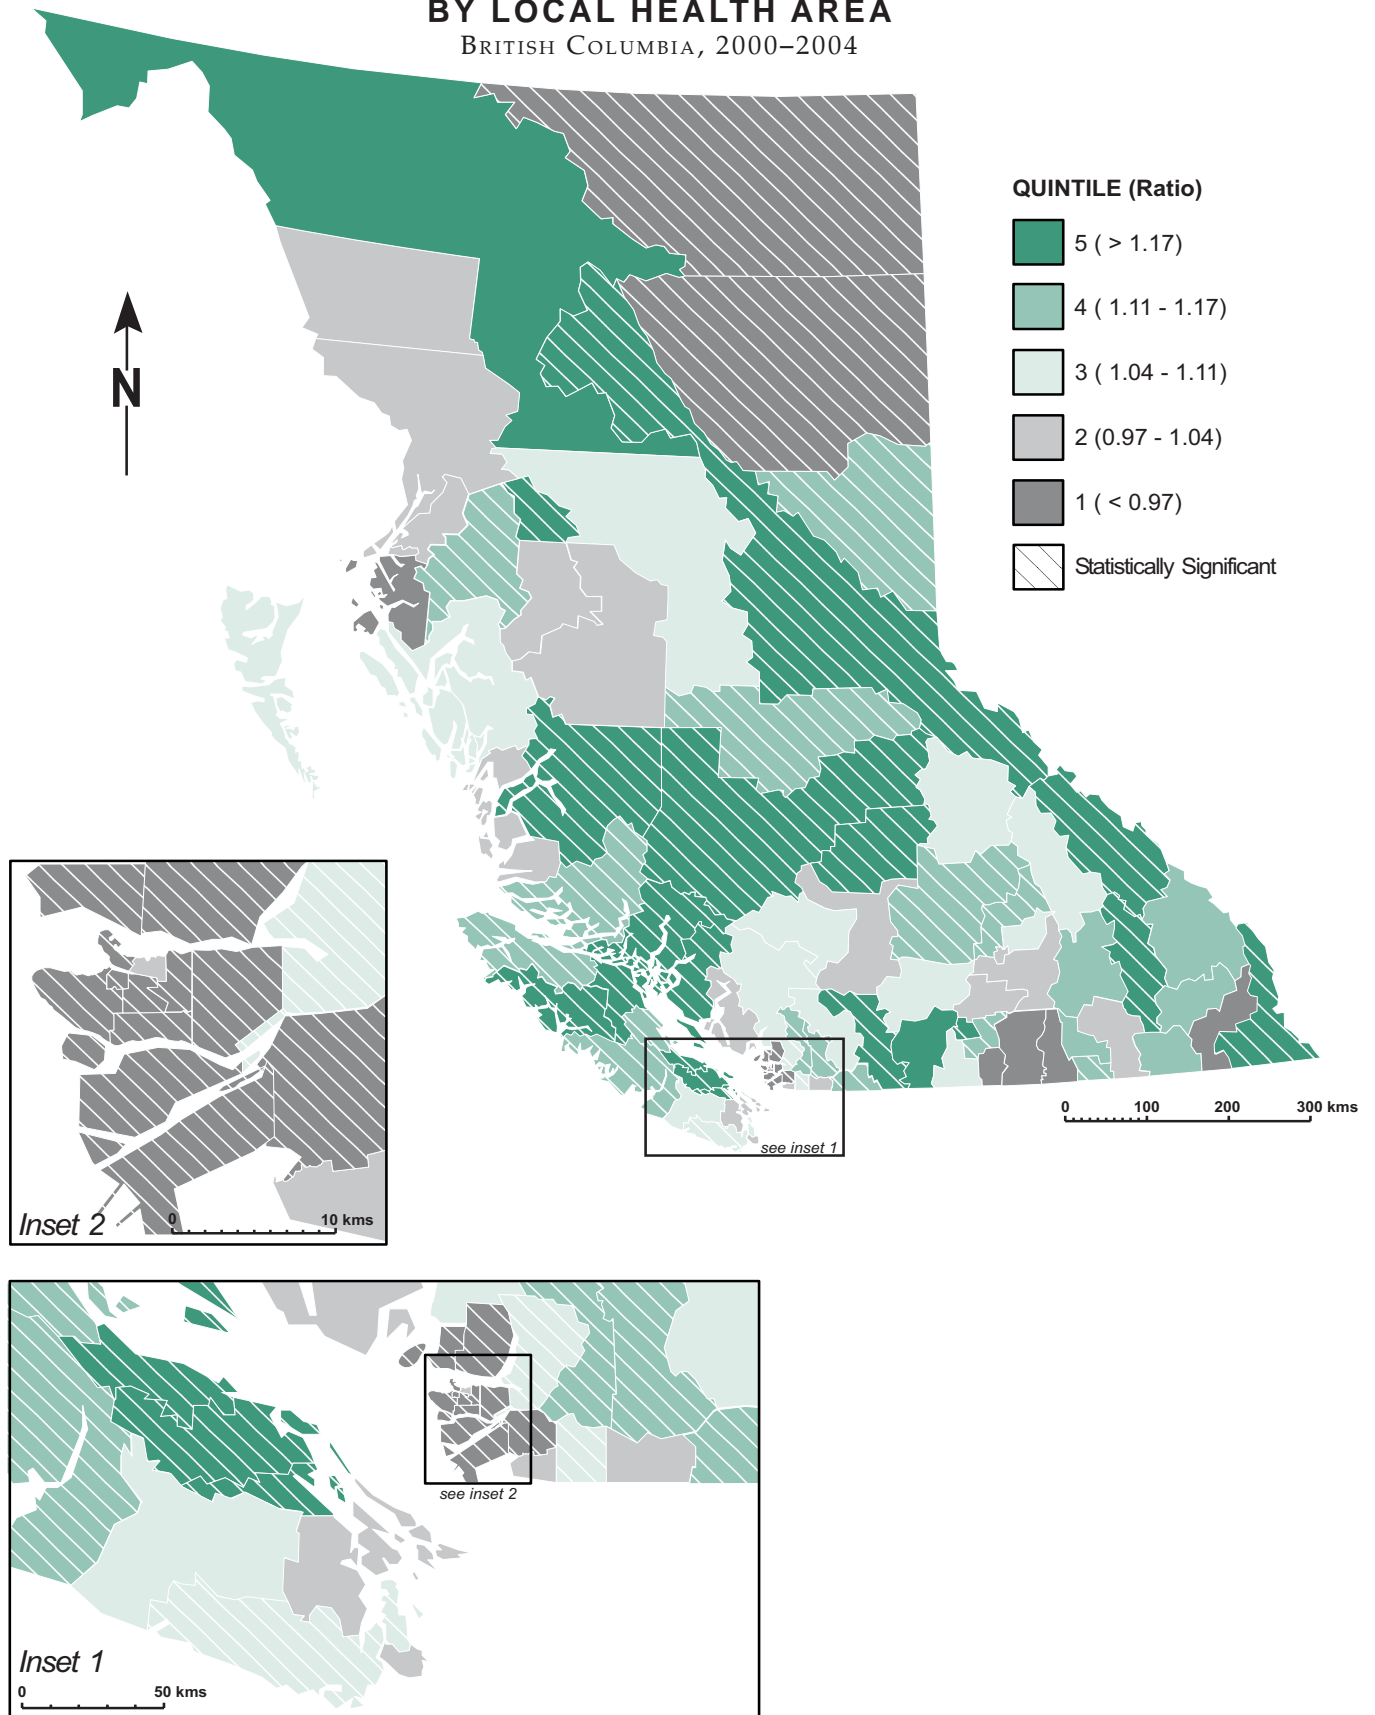 BY LOCAL HEALTH AREA
BRITISH COLUMBIA, 2000–2004
QUINTILE (Ratio)
5 ( > 1.17)
4 ( 1.11 - 1.17)
3 ( 1.04 - 1.11)
2 (0.97 - 1.04)
1 ( < 0.97)
Statistically Significant
N
0 100 200 300 kms
see inset 1
Inset 2
0 10 kms
see inset 2
Inset 1
0 50 kms